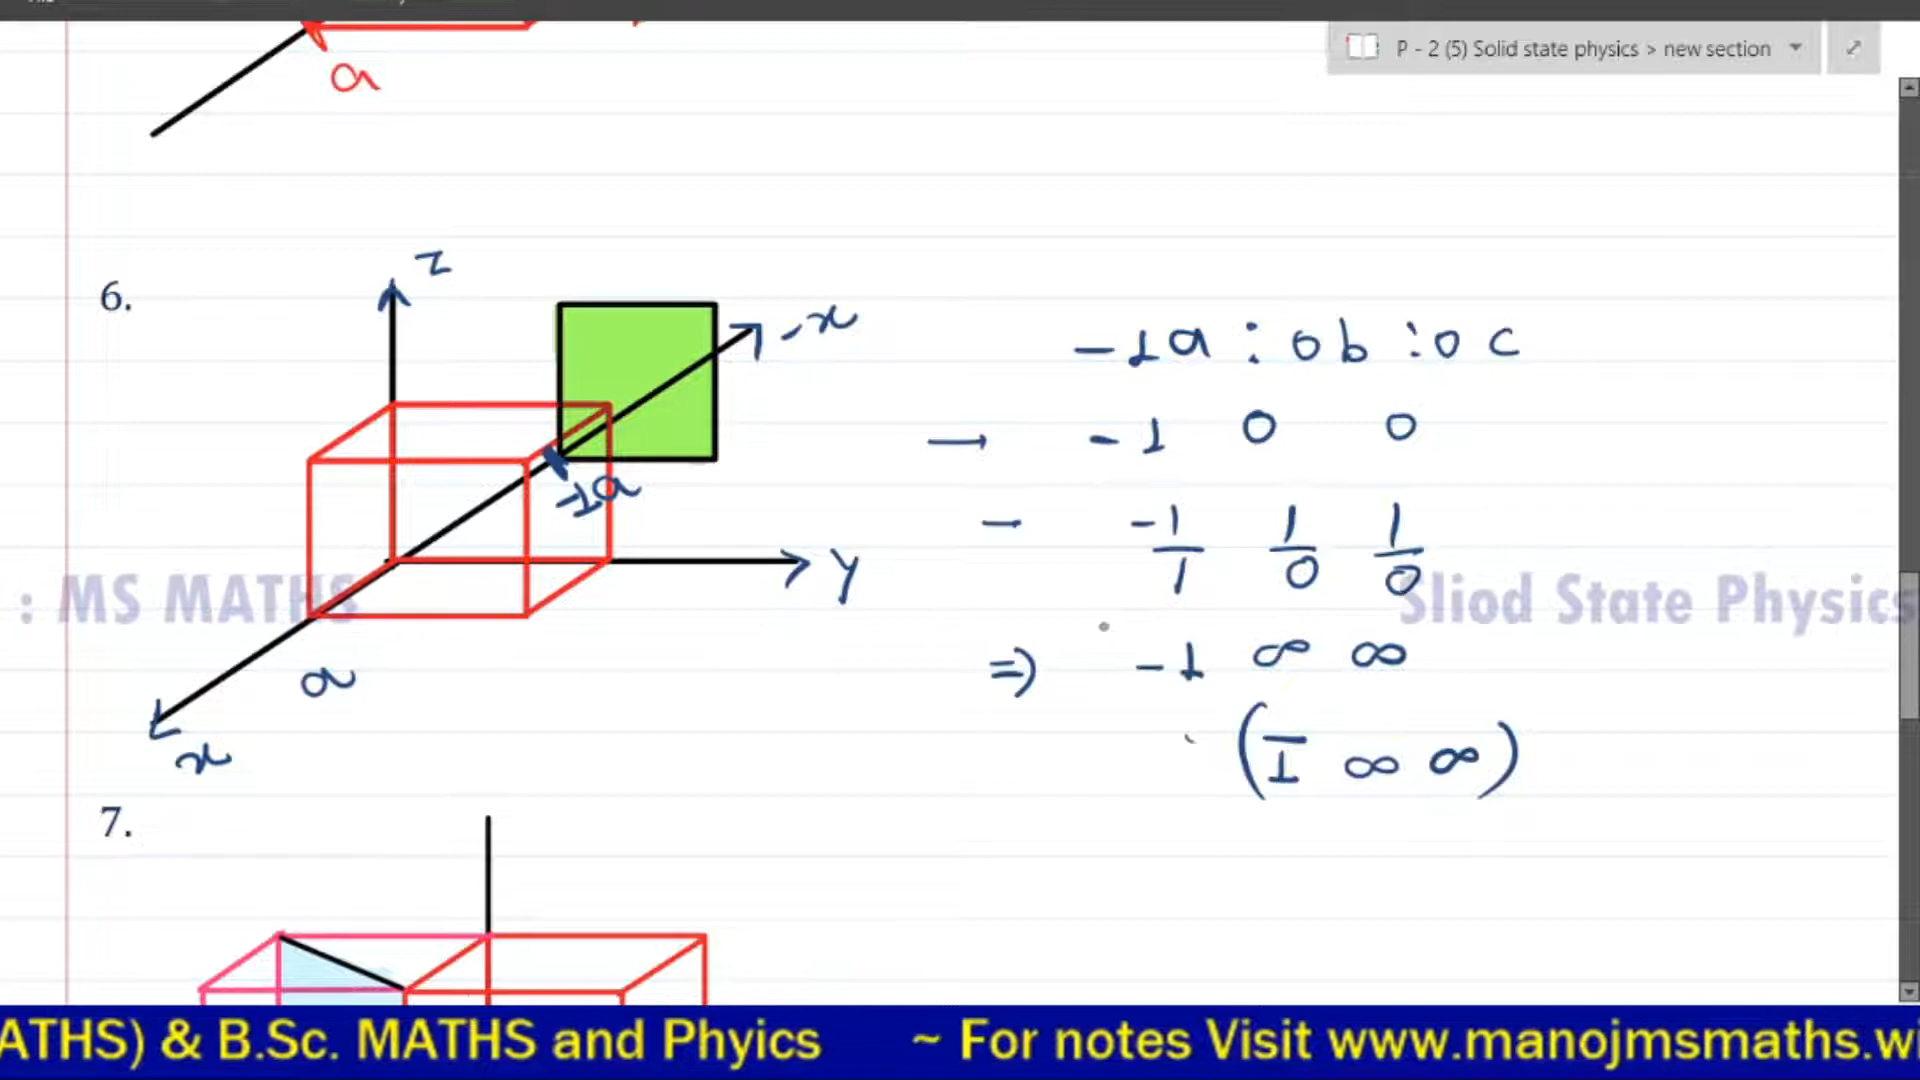 P - 2 (5) Solid state physics > new section
a
6.
z
-x
-1a
y
a
x
-1a : 0b : 0c
→ -1 0 0
- -1/1 1/0 1/0
=> -1 ∞ ∞
(1̄ ∞ ∞)
: MS MATHS
Sliod State Physics
7.
ATHS) & B.Sc. MATHS and Phyics ~ For notes Visit www.manojmsmaths.wi